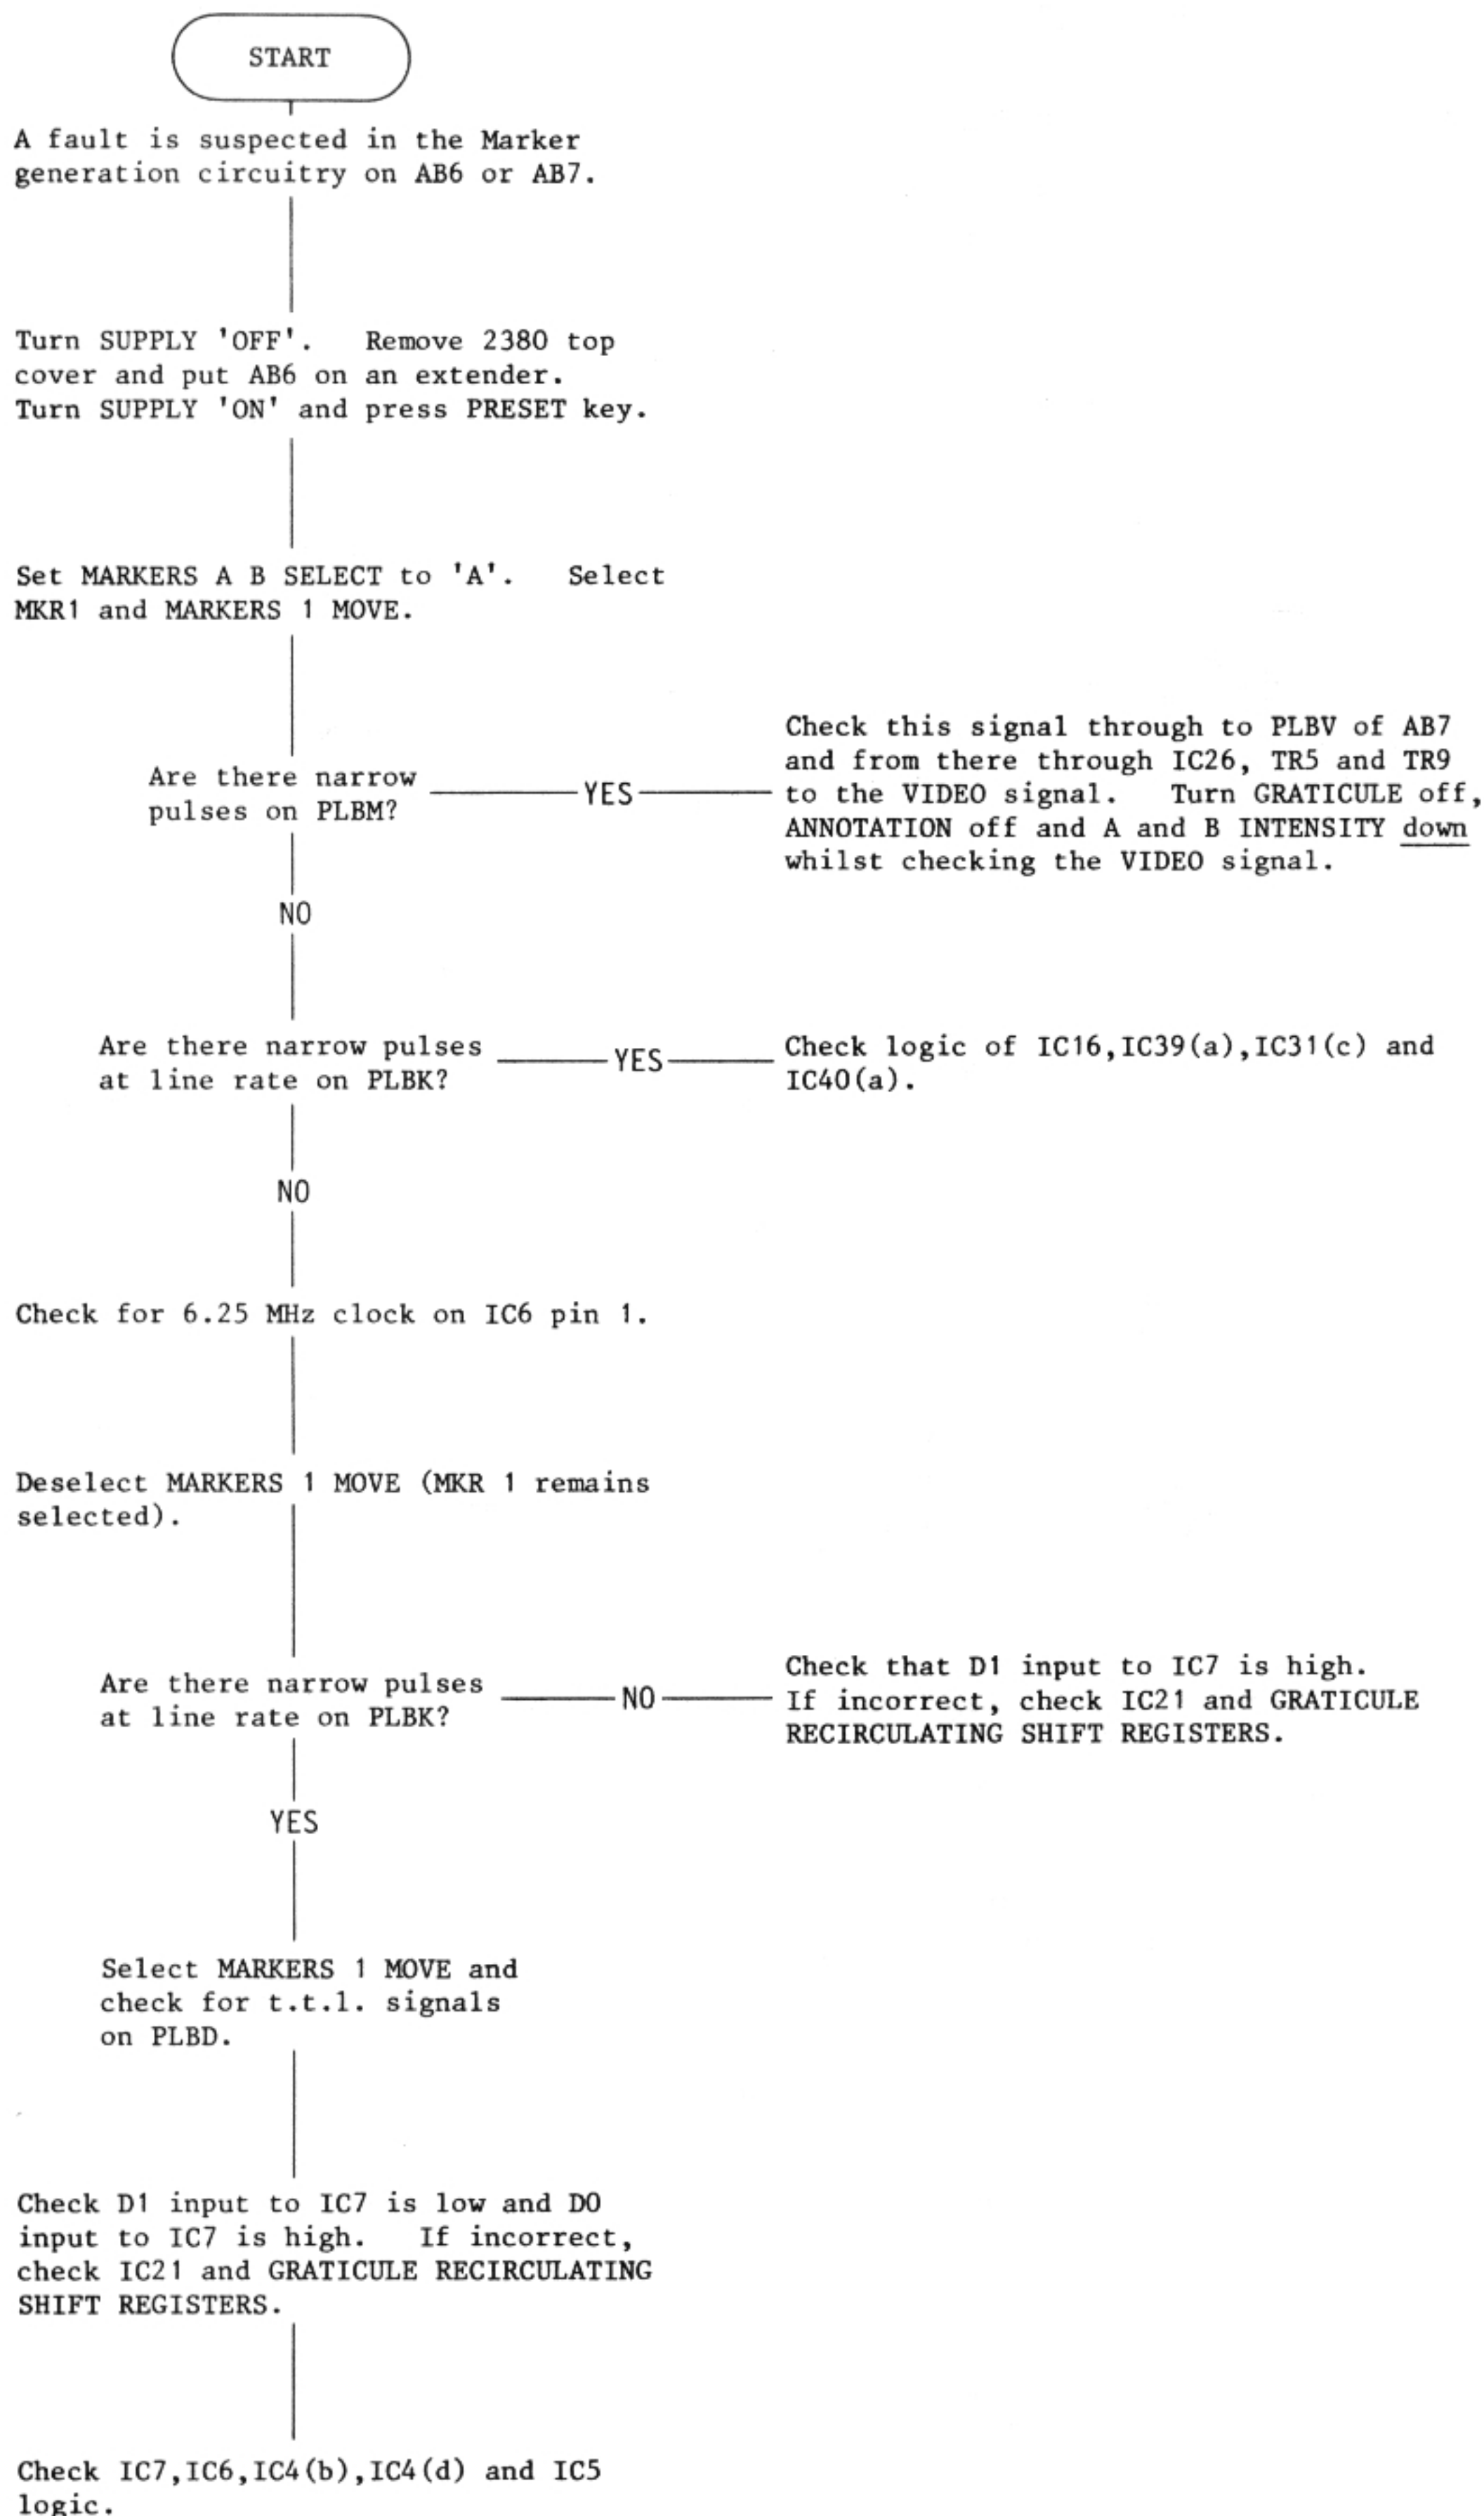 START
A fault is suspected in the Marker
generation circuitry on AB6 or AB7.
Turn SUPPLY 'OFF'. Remove 2380 top
cover and put AB6 on an extender.
Turn SUPPLY 'ON' and press PRESET key.
Set MARKERS A B SELECT to 'A'. Select
MKR1 and MARKERS 1 MOVE.
Are there narrow
pulses on PLBM?
YES
Check this signal through to PLBV of AB7
and from there through IC26, TR5 and TR9
to the VIDEO signal. Turn GRATICULE off,
ANNOTATION off and A and B INTENSITY down
whilst checking the VIDEO signal.
NO
Are there narrow pulses
at line rate on PLBK?
YES
Check logic of IC16,IC39(a),IC31(c) and
IC40(a).
NO
Check for 6.25 MHz clock on IC6 pin 1.
Deselect MARKERS 1 MOVE (MKR 1 remains
selected).
Are there narrow pulses
at line rate on PLBK?
NO
Check that D1 input to IC7 is high.
If incorrect, check IC21 and GRATICULE
RECIRCULATING SHIFT REGISTERS.
YES
Select MARKERS 1 MOVE and
check for t.t.l. signals
on PLBD.
Check D1 input to IC7 is low and D0
input to IC7 is high. If incorrect,
check IC21 and GRATICULE RECIRCULATING
SHIFT REGISTERS.
Check IC7,IC6,IC4(b),IC4(d) and IC5
logic.